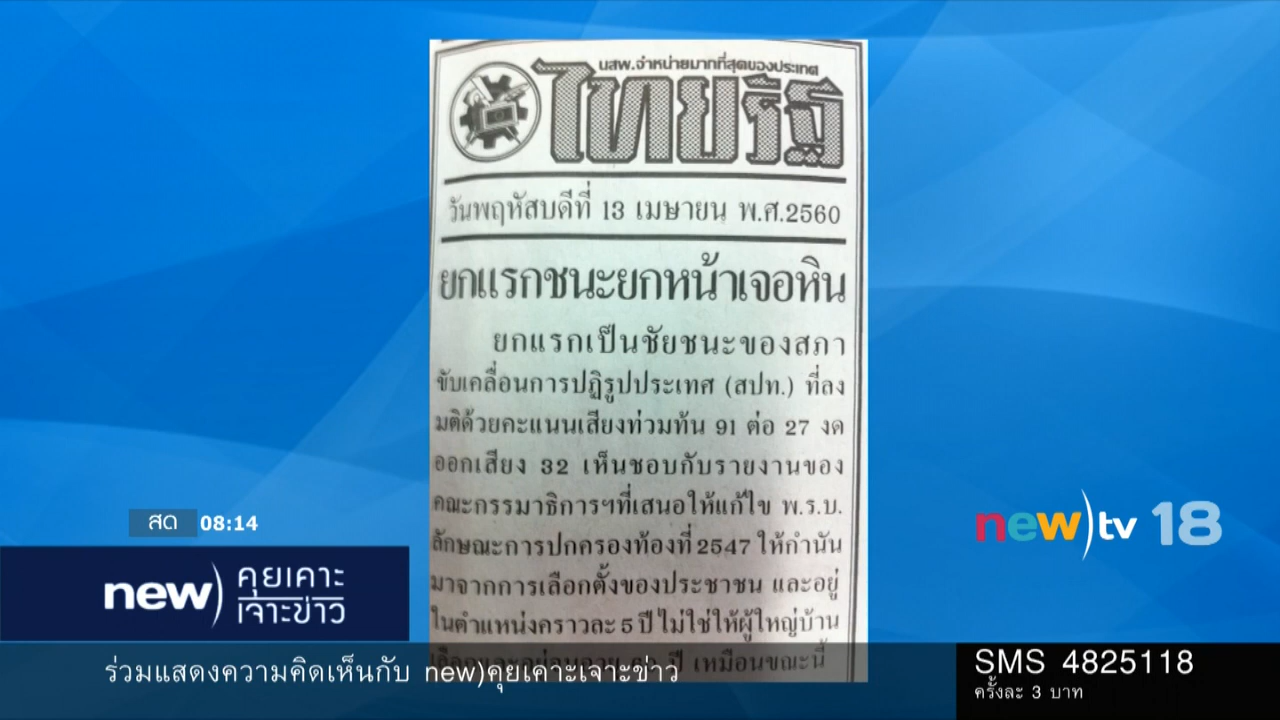 นสพ.จำหน่ายมากที่สุดของประเทศ
ไทยรัฐ
วันพฤหัสบดีที่ 13 เมษายน พ.ศ.2560
ยกแรกชนะยกหน้าเจอหิน
ยกแรกเป็นชัยชนะของสภา
ขับเคลื่อนการปฏิรูปประเทศ (สปท.) ที่ลง
มติด้วยคะแนนเสียงท่วมท้น 91 ต่อ 27 งด
ออกเสียง 32 เห็นชอบกับรายงานของ
คณะกรรมาธิการฯที่เสนอให้แก้ไข พ.ร.บ.
ลักษณะการปกครองท้องที่ 2547 ให้กำนัน
มาจากการเลือกตั้งของประชาชน และอยู่
ในตำแหน่งคราวละ 5 ปี ไม่ใช่ให้ผู้ใหญ่บ้าน
ปี เหมือนขณะนี้
สด 08:14
new) คุยเคาะ
เจาะข่าว
new)tv 18
ร่วมแสดงความคิดเห็นกับ new)คุยเคาะเจาะข่าว
SMS 4825118
ครั้งละ 3 บาท